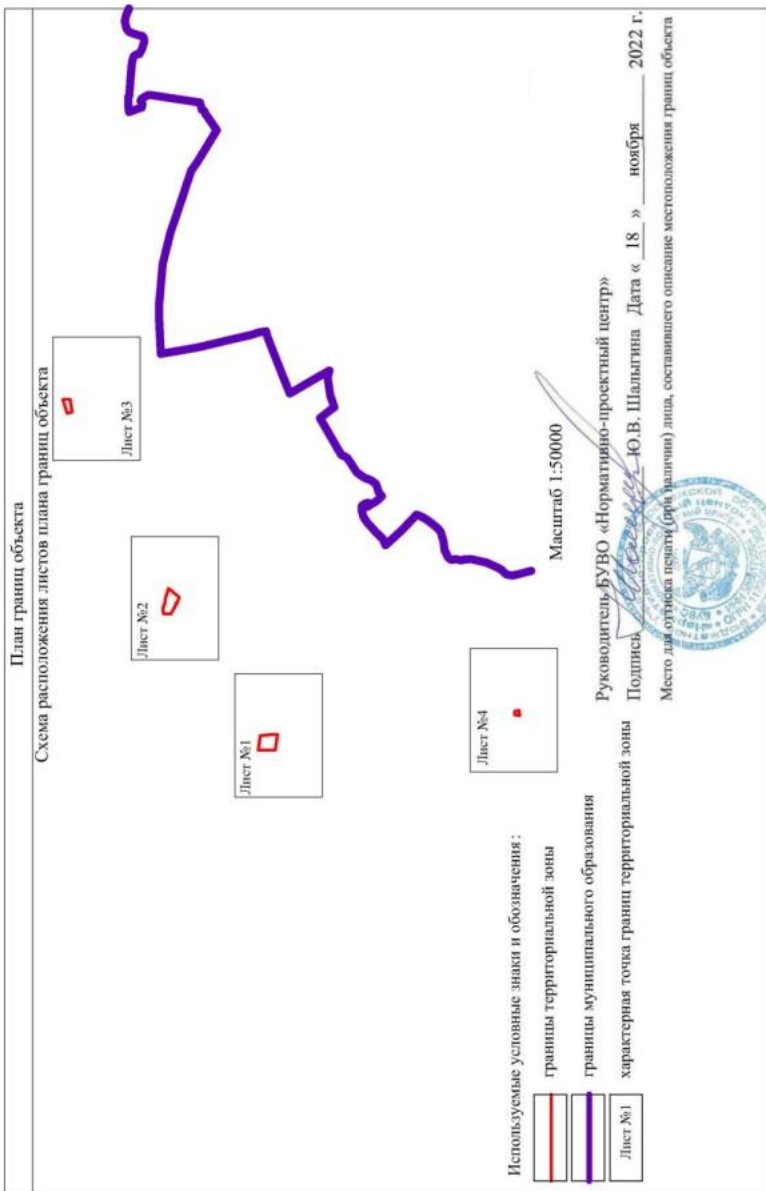 План границ объекта
Схема расположения листов плана границ объекта
Лист №3
Лист №2
Лист №1
Лист №4
Масштаб 1:50000
Используемые условные знаки и обозначения:
границы территориальной зоны
границы муниципального образования
Лист №1 характерная точка границ территориальной зоны
Руководитель БУВО «Нормативно-проектный центр»
Подпись Ю.В. Шалыгина Дата « 18 » ноября 2022 г.
Место для оттиска печати (при наличии) лица, составившего описание местоположения границ объекта